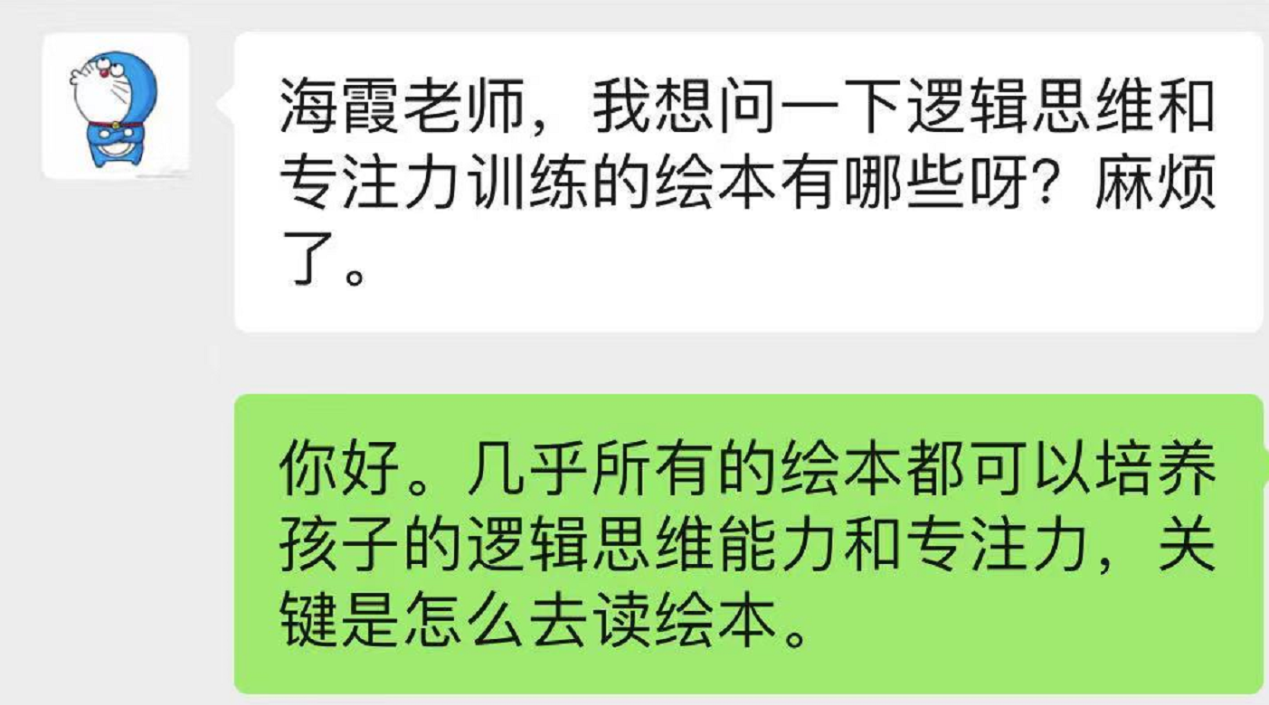 海霞老师，我想问一下逻辑思维和
专注力训练的绘本有哪些呀？麻烦
了。
你好。几乎所有的绘本都可以培养
孩子的逻辑思维能力和专注力，关
键是怎么去读绘本。